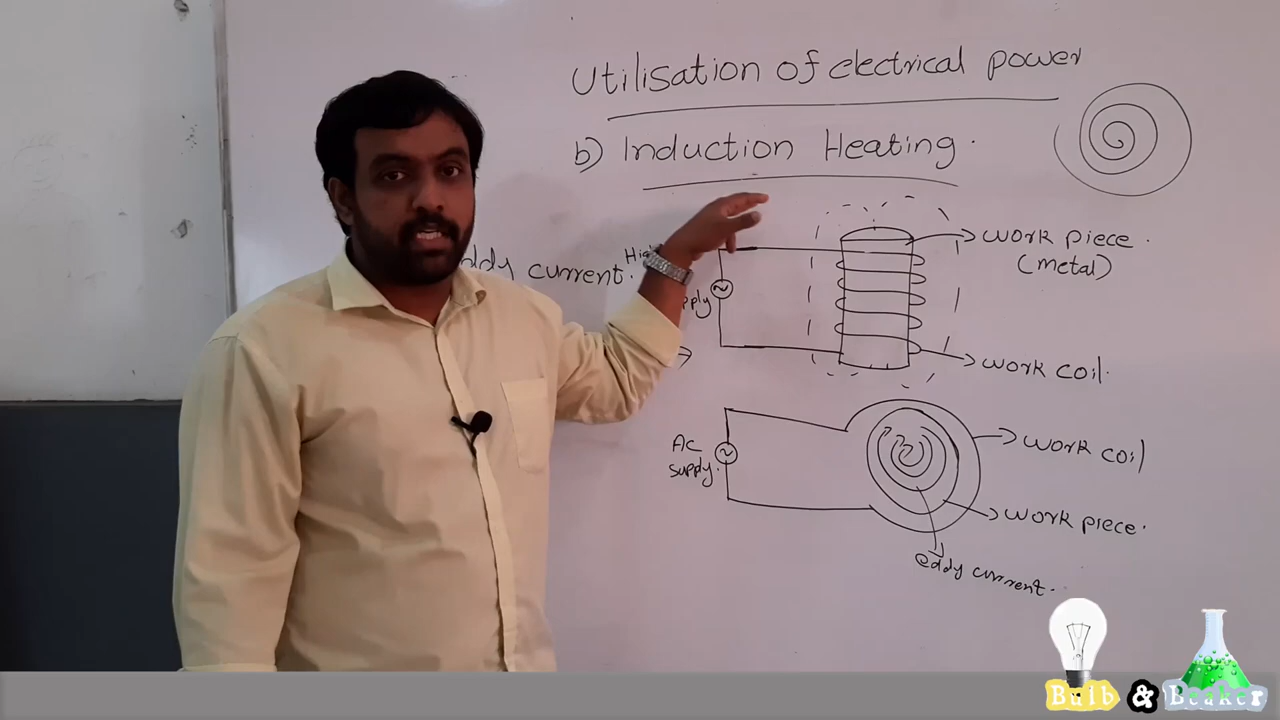 Utilisation of electrical power
b) Induction Heating.
eddy current.
work piece.
(metal)
work coil.
AC
supply.
work coil
work piece.
eddy current.
Bulb & Beaker